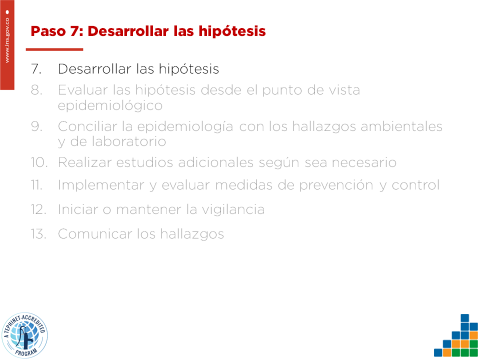 www.ins.gov.co
Paso 7: Desarrollar las hipótesis
7. Desarrollar las hipótesis
8. Evaluar las hipótesis desde el punto de vista
epidemiológico
9. Conciliar la epidemiología con los hallazgos ambientales
y de laboratorio
10. Realizar estudios adicionales según sea necesario
11. Implementar y evaluar medidas de prevención y control
12. Iniciar o mantener la vigilancia
13. Comunicar los hallazgos
A TEPHINET ACCREDITED
PROGRAM